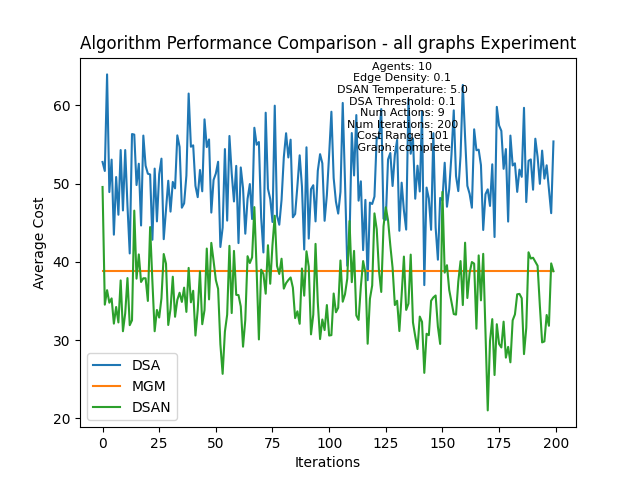 Algorithm Performance Comparison - all graphs Experiment
Agents: 10
Edge Density: 0.1
DSAN Temperature: 5.0
DSA Threshold: 0.1
Num Actions: 9
Num Iterations: 200
Cost Range: 101
Graph: complete
Average Cost
60
50
40
30
20
DSA
MGM
DSAN
0
25
50
75
100
125
150
175
200
Iterations